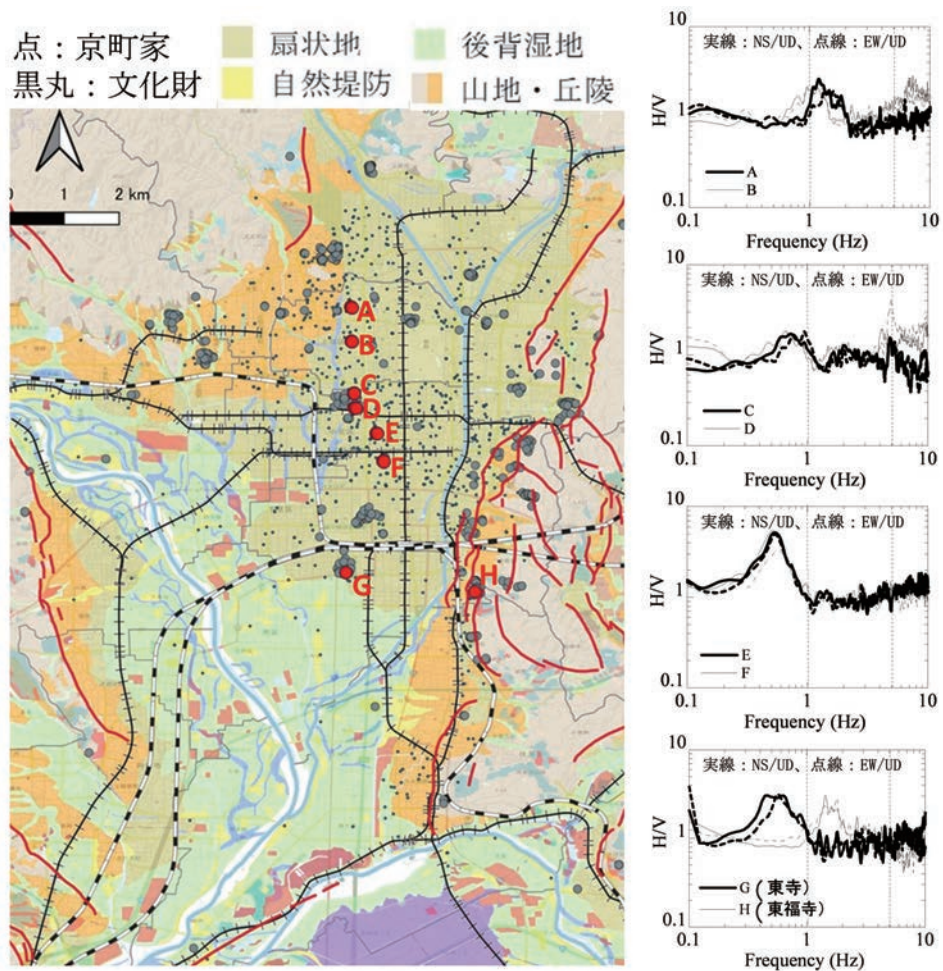 点：京町家
黒丸：文化財
扇状地
後背湿地
自然堤防
山地・丘陵
0 1 2 km
A
B
C
D
E
F
G
H
実線：NS/UD、点線：EW/UD
10
1
0.1
H/V
A
B
0.1 1 10
Frequency (Hz)
実線：NS/UD、点線：EW/UD
10
1
0.1
H/V
C
D
0.1 1 10
Frequency (Hz)
実線：NS/UD、点線：EW/UD
10
1
0.1
H/V
E
F
0.1 1 10
Frequency (Hz)
実線：NS/UD、点線：EW/UD
10
1
0.1
H/V
G（東寺）
H（東福寺）
0.1 1 10
Frequency (Hz)